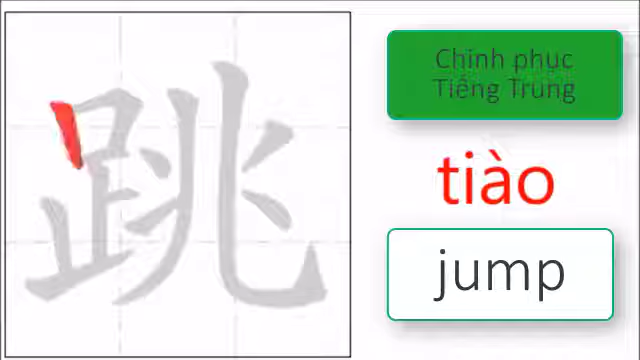 跳
Chinh phục
Tiếng Trung
tiào
jump